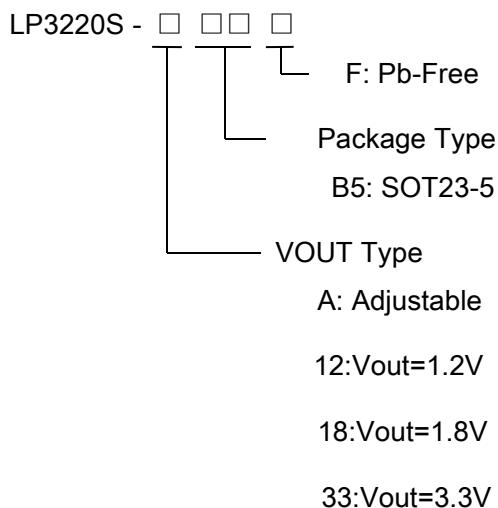 LP3220S - □ □□ □
F: Pb-Free
Package Type
B5: SOT23-5
VOUT Type
A: Adjustable
12:Vout=1.2V
18:Vout=1.8V
33:Vout=3.3V